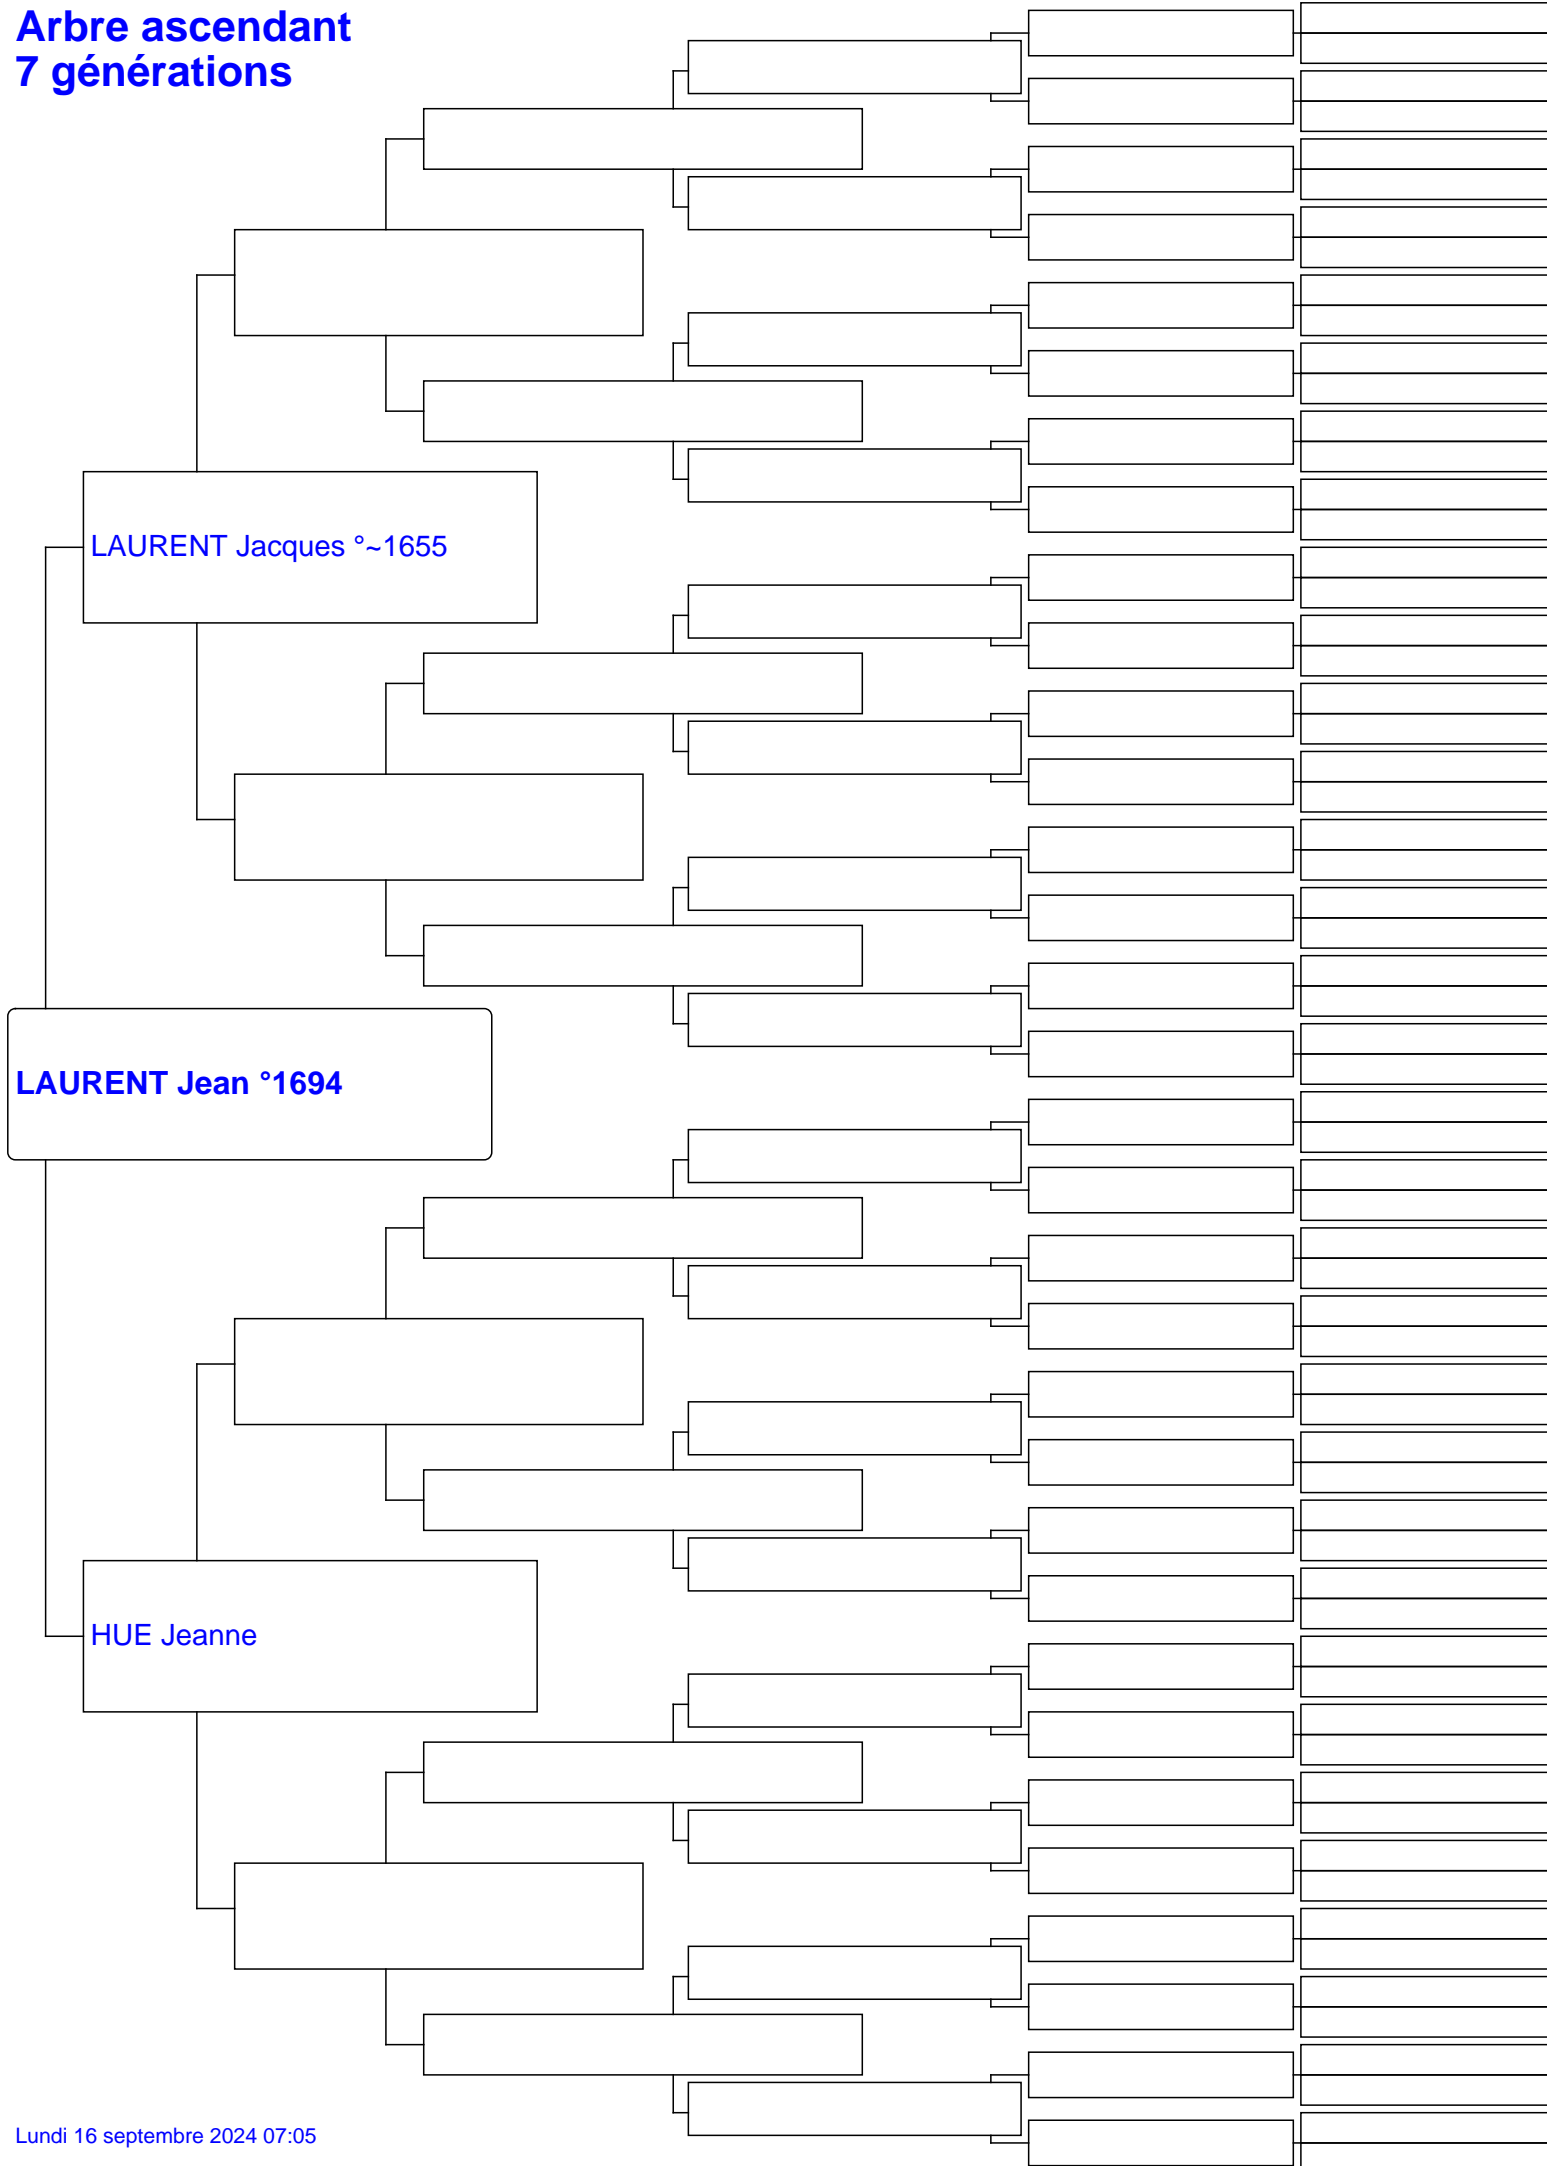 Arbre ascendant
7 générations
LAURENT Jacques °~1655
LAURENT Jean °1694
HUE Jeanne
Lundi 16 septembre 2024 07:05